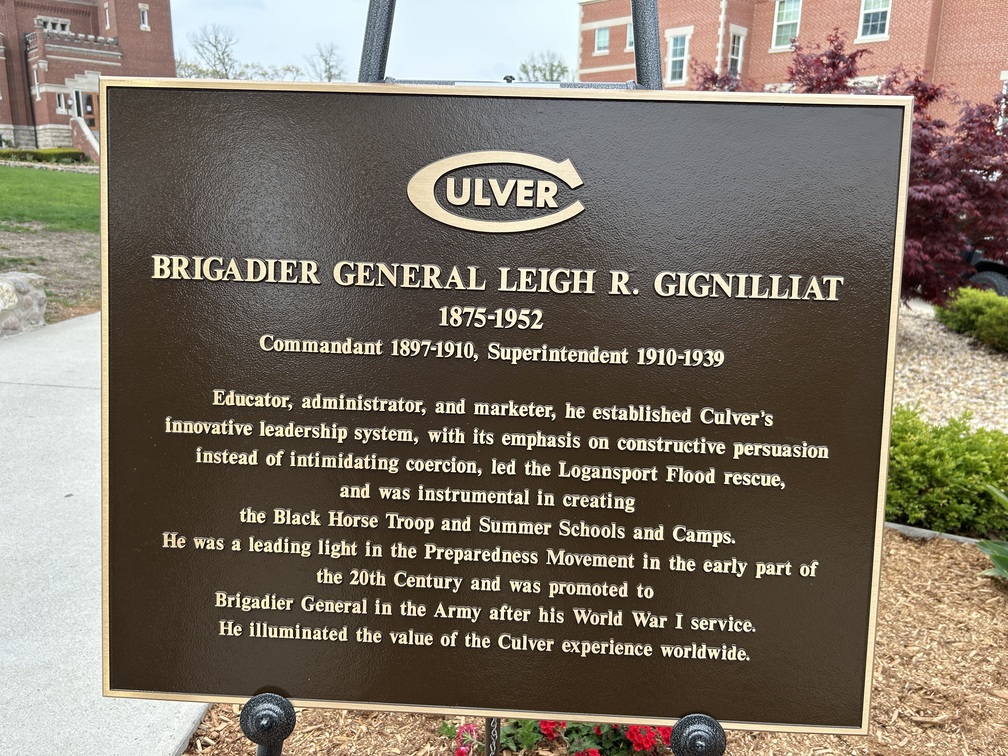 CULVER
BRIGADIER GENERAL LEIGH R. GIGNILLIAT
1875-1952
Commandant 1897-1910, Superintendent 1910-1939
Educator, administrator, and marketer, he established Culver's
innovative leadership system, with its emphasis on constructive persuasion
instead of intimidating coercion, led the Logansport Flood rescue,
and was instrumental in creating
the Black Horse Troop and Summer Schools and Camps.
He was a leading light in the Preparedness Movement in the early part of
the 20th Century and was promoted to
Brigadier General in the Army after his World War I service.
He illuminated the value of the Culver experience worldwide.